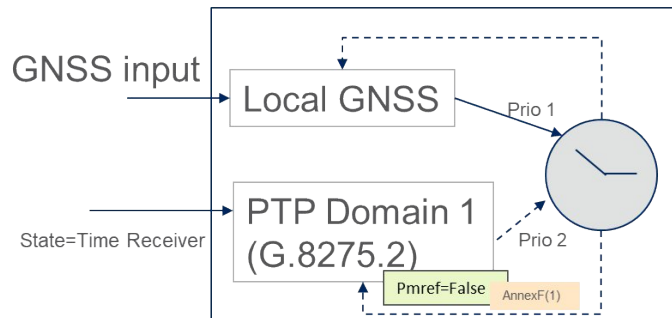 GNSS input
Local GNSS
Prio 1
PTP Domain 1
(G.8275.2)
State=Time Receiver
Prio 2
Pmref=False
AnnexF(1)